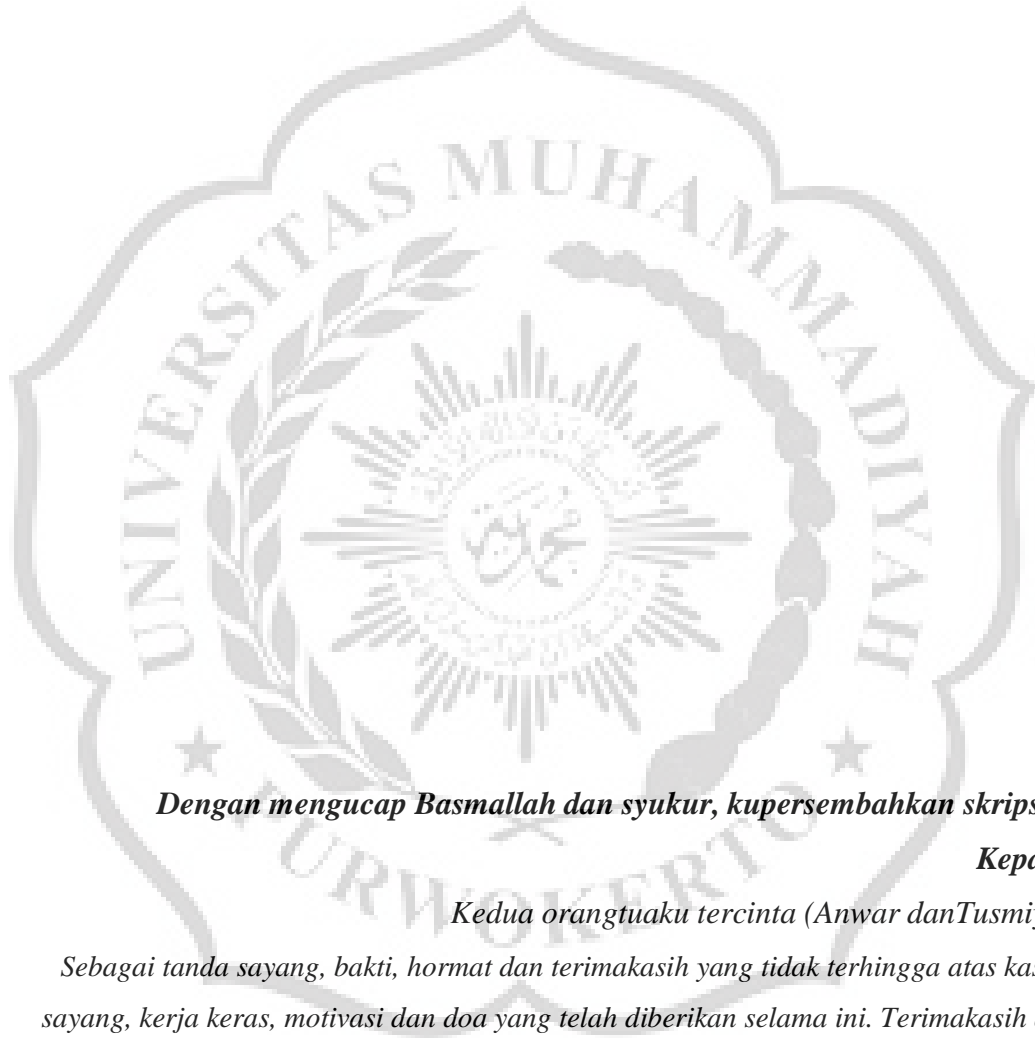 UNIVERSITAS MUHAMMADIYAH
PURWOKERTO
Dengan mengucap Basmallah dan syukur, kupersembahkan skrips
Kepa
Kedua orangtuaku tercinta (Anwar danTusmiy
Sebagai tanda sayang, bakti, hormat dan terimakasih yang tidak terhingga atas kas
sayang, kerja keras, motivasi dan doa yang telah diberikan selama ini. Terimakasih